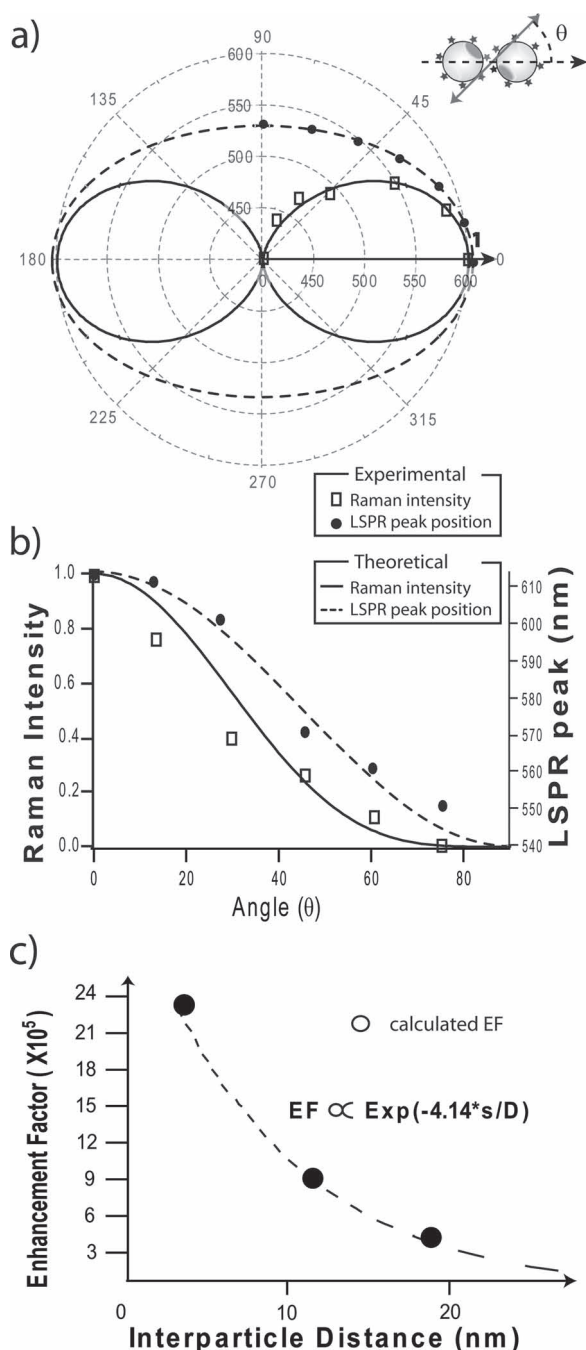 a)
90
600
θ
135
550
45
500
450
1
180
0
0 450 500 550 600
225
315
270
Experimental
Raman intensity
LSPR peak position
b)
Theoretical
Raman intensity
LSPR peak position
1.0
0.8
0.6
0.4
0.2
0.0
Raman Intensity
610
600
590
580
570
560
550
540
LSPR peak (nm)
0 20 40 60 80
Angle (θ)
c)
24
21
18
15
12
9
6
3
Enhancement Factor (X10⁵)
calculated EF
EF ∝ Exp(-4.14*s/D)
0 10 20
Interparticle Distance (nm)